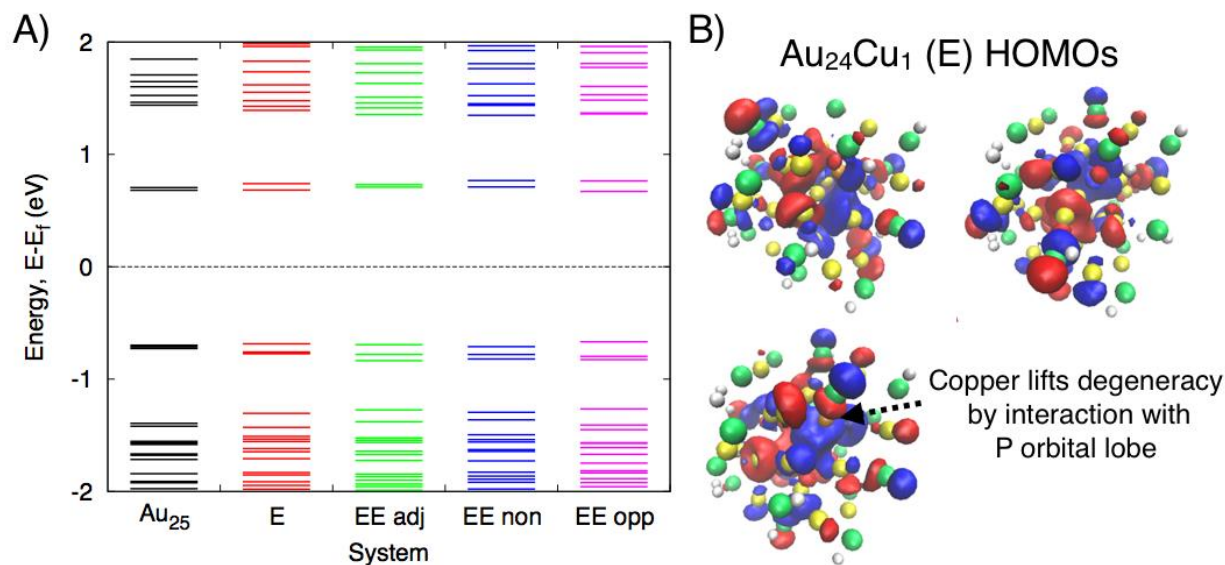 A)
2
1
0
-1
-2
Energy, E-E_f (eV)
Au₂₅
E
EE adj
EE non
EE opp
System
B)
Au₂₄Cu₁ (E) HOMOs
Copper lifts degeneracy
by interaction with
P orbital lobe